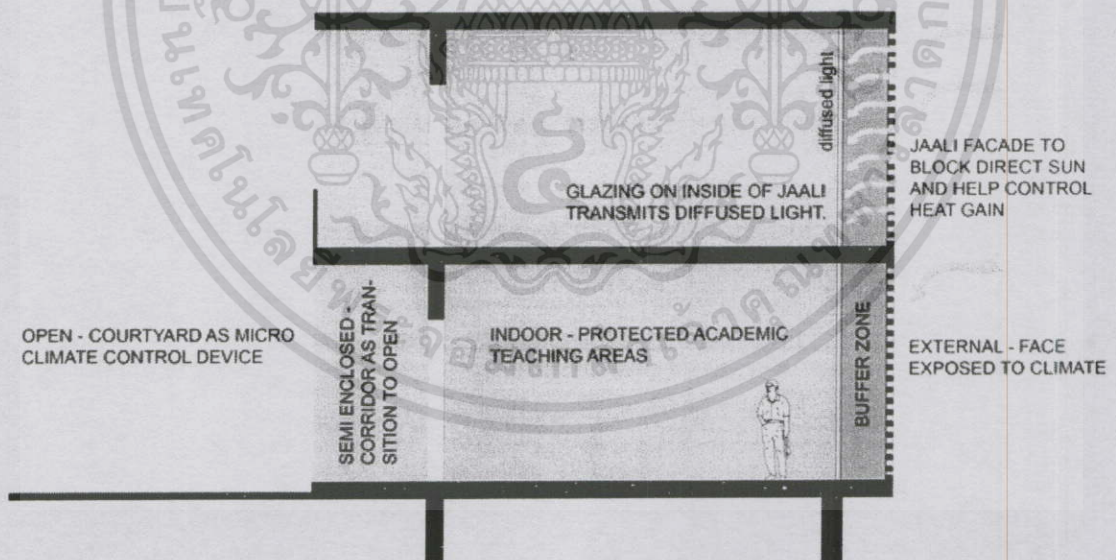 diffused light
GLAZING ON INSIDE OF JAALI
TRANSMITS DIFFUSED LIGHT.
JAALI FACADE TO
BLOCK DIRECT SUN
AND HELP CONTROL
HEAT GAIN
OPEN - COURTYARD AS MICRO
CLIMATE CONTROL DEVICE
SEMI ENCLOSED -
CORRIDOR AS TRAN-
SITION TO OPEN
INDOOR - PROTECTED ACADEMIC
TEACHING AREAS
BUFFER ZONE
EXTERNAL - FACE
EXPOSED TO CLIMATE